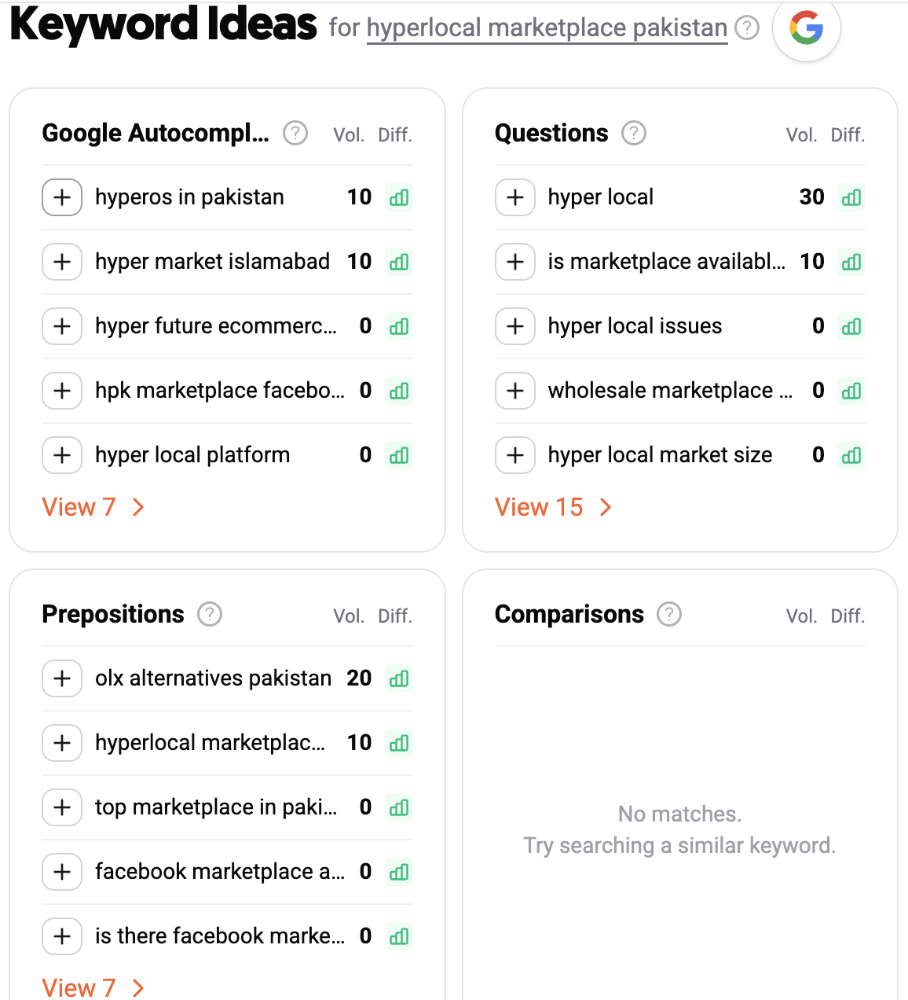 Keyword Ideas for hyperlocal marketplace pakistan ?
Google Autocompl... ? Vol. Diff.
+ hyperos in pakistan 10
+ hyper market islamabad 10
+ hyper future ecommerc... 0
+ hpk marketplace facebo... 0
+ hyper local platform 0
View 7 >
Questions ? Vol. Diff.
+ hyper local 30
+ is marketplace availabl... 10
+ hyper local issues 0
+ wholesale marketplace ... 0
+ hyper local market size 0
View 15 >
Prepositions ? Vol. Diff.
+ olx alternatives pakistan 20
+ hyperlocal marketplac... 10
+ top marketplace in paki... 0
+ facebook marketplace a... 0
+ is there facebook marke... 0
View 7 >
Comparisons ? Vol. Diff.
No matches.
Try searching a similar keyword.